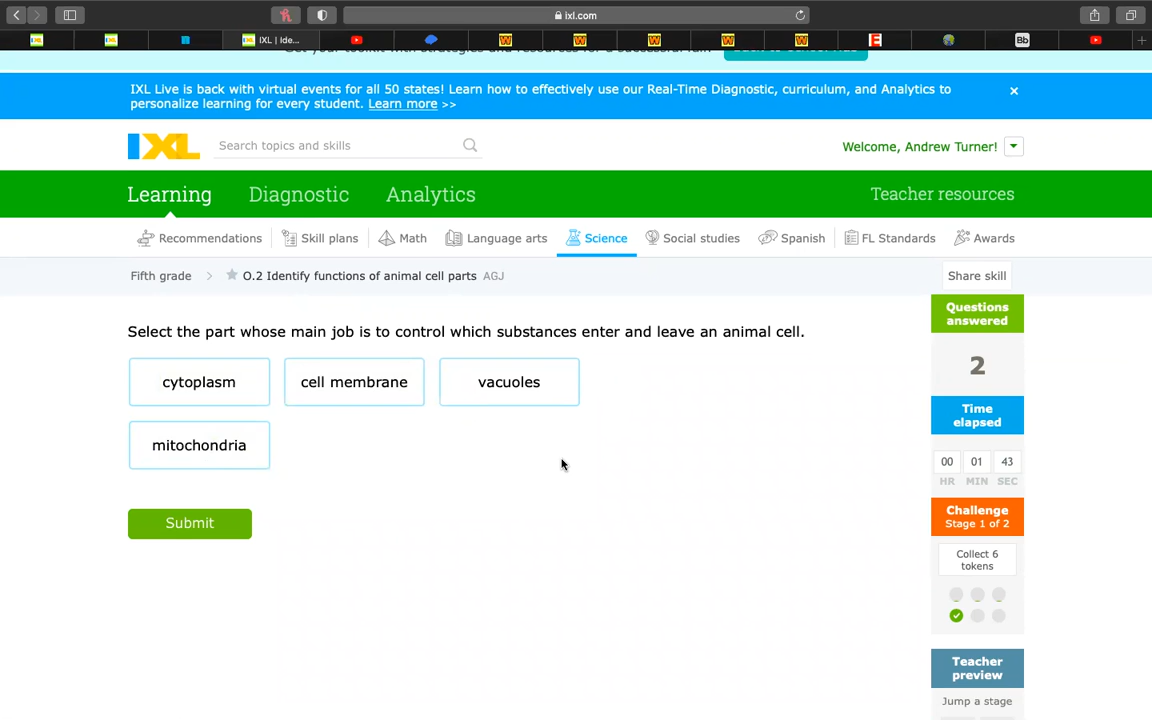 ixl.com
IXL | Ide...
E
Bb
IXL Live is back with virtual events for all 50 states! Learn how to effectively use our Real-Time Diagnostic, curriculum, and Analytics to
personalize learning for every student. Learn more >>
IXL
Search topics and skills
Welcome, Andrew Turner!
Learning Diagnostic Analytics
Teacher resources
Recommendations Skill plans Math Language arts Science Social studies Spanish FL Standards Awards
Fifth grade > O.2 Identify functions of animal cell parts AGJ
Share skill
Select the part whose main job is to control which substances enter and leave an animal cell.
cytoplasm cell membrane vacuoles
mitochondria
Submit
Questions
answered
2
Time
elapsed
00 01 43
HR MIN SEC
Challenge
Stage 1 of 2
Collect 6
tokens
Teacher
preview
Jump a stage